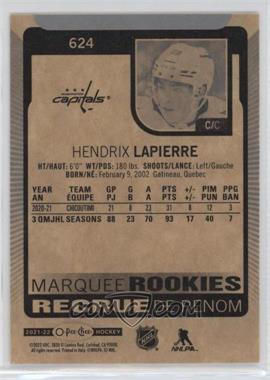 624
capitals
C/C
HENDRIX LAPIERRE
HT/HAUT: 6'0" WT/PDS: 180 lbs. SHOOTS/LANCE: Left/Gauche
BORN/NÉ: February 9, 2002 Gatineau, Quebec
YEAR TEAM GP G A PTS +/- PIM PPG
AN ÉQUIPE PJ B A PTS +/- PUN BAN
2020-21 CHICOUTIMI 21 8 23 31 8 12 3
3 QMJHL SEASONS 88 23 70 93 17 40 7
MARQUEE ROOKIES
RECRUE DE RENOM
2021-22 O-Pee-Chee HOCKEY
NHL NHLPA